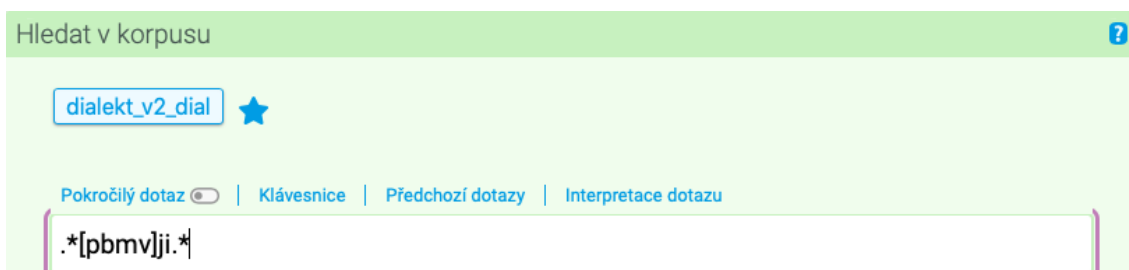 Hledat v korpusu ?
dialekt_v2_dial
Pokročilý dotaz | Klávesnice | Předchozí dotazy | Interpretace dotazu
.*[pbmv]ji.*